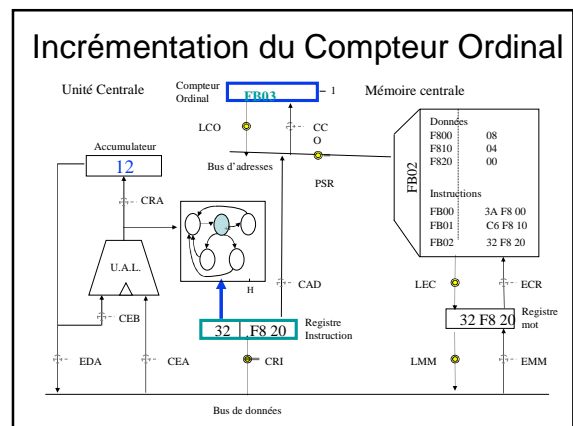 Incrémentation du Compteur Ordinal
Unité Centrale
Compteur
Ordinal
FB03
1
Mémoire centrale
LCO
CC
O
Bus d'adresses
PSR
FB02
Données
F800 08
F810 04
F820 00
Instructions
FB00 3A F8 00
FB01 C6 F8 10
FB02 32 F8 20
Accumulateur
12
CRA
U.A.L.
H
CAD
LEC
ECR
CEB
32 F8 20
Registre
Instruction
32 F8 20
Registre
mot
EDA
CEA
CRI
LMM
EMM
Bus de données